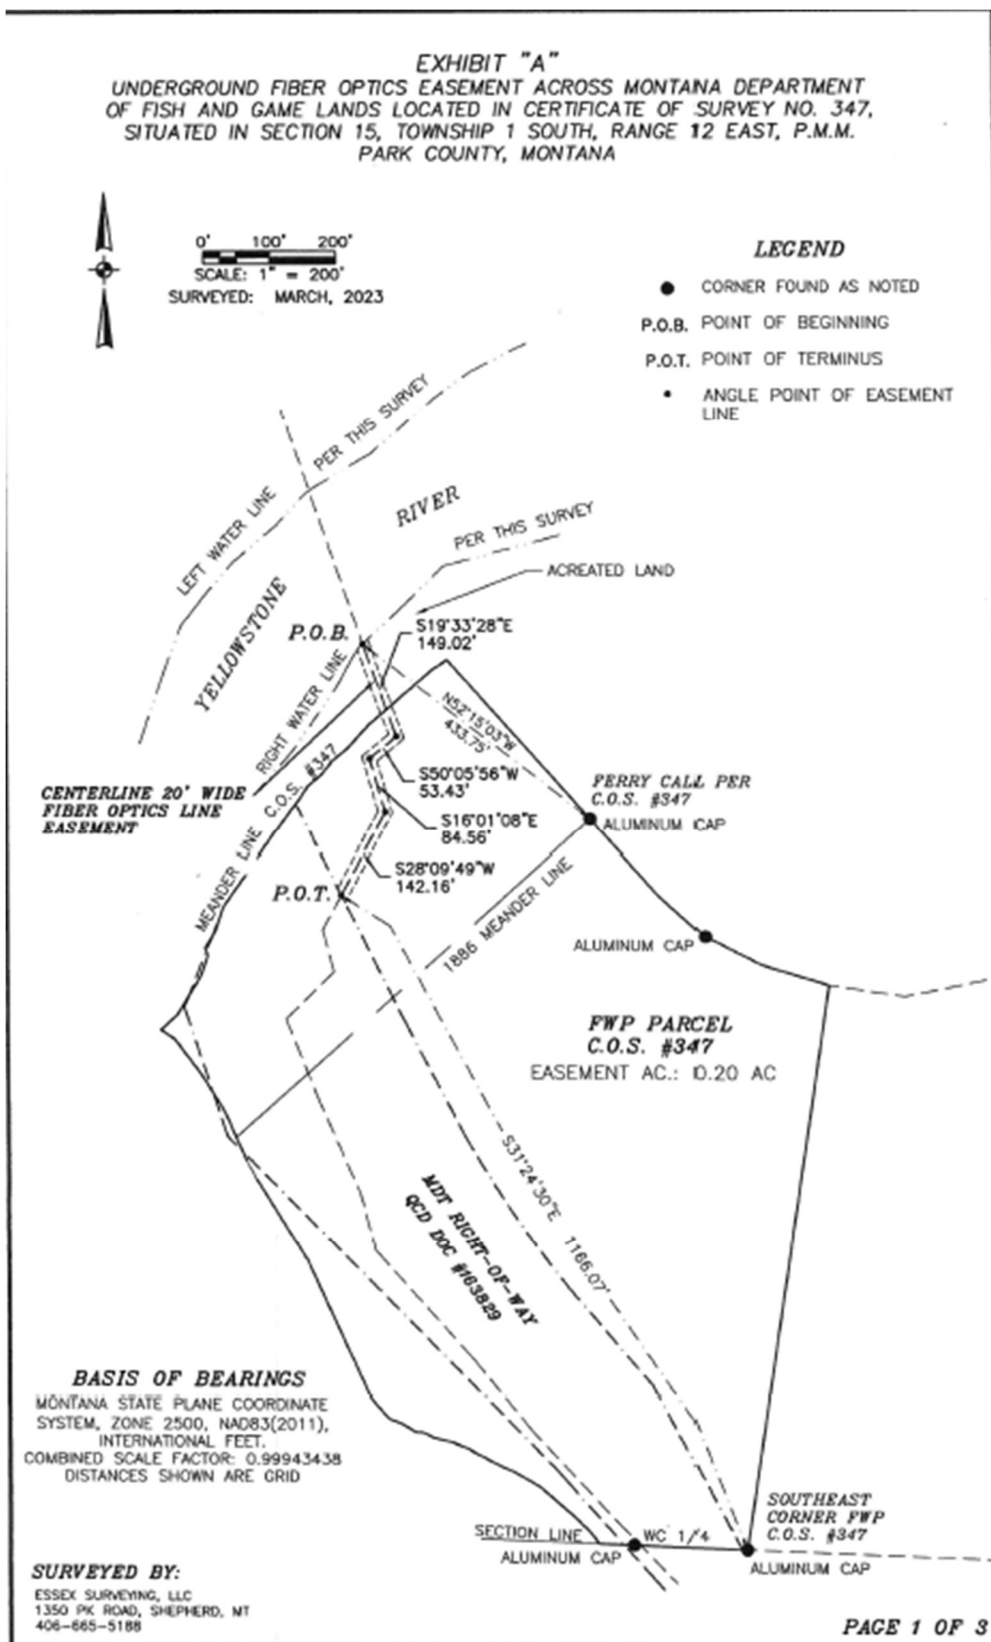 EXHIBIT "A"
UNDERGROUND FIBER OPTICS EASEMENT ACROSS MONTANA DEPARTMENT
OF FISH AND GAME LANDS LOCATED IN CERTIFICATE OF SURVEY NO. 347,
SITUATED IN SECTION 15, TOWNSHIP 1 SOUTH, RANGE 12 EAST, P.M.M.
PARK COUNTY, MONTANA
0' 100' 200'
SCALE: 1" = 200'
SURVEYED: MARCH, 2023
LEGEND
CORNER FOUND AS NOTED
P.O.B. POINT OF BEGINNING
P.O.T. POINT OF TERMINUS
ANGLE POINT OF EASEMENT
LINE
LEFT WATER LINE
PER THIS SURVEY
YELLOWSTONE
RIVER
PER THIS SURVEY
ACREATED LAND
P.O.B.
S19°33'28"E
149.02'
RIGHT WATER LINE
N52°15'03"W
433.75'
CENTERLINE 20' WIDE
FIBER OPTICS LINE
EASEMENT
MEANDER LINE C.O.S. #347
S50°05'56"W
53.43'
FERRY CALL PER
C.O.S. #347
ALUMINUM CAP
S16°01'08"E
84.56'
S28°09'49"W
142.16'
P.O.T.
1886 MEANDER LINE
ALUMINUM CAP
FWP PARCEL
C.O.S. #347
EASEMENT AC.: 0.20 AC
S31°24'30"E 1166.07'
MDT RIGHT-OF-WAY
QCD DOC #163829
BASIS OF BEARINGS
MONTANA STATE PLANE COORDINATE
SYSTEM, ZONE 2500, NAD83(2011),
INTERNATIONAL FEET.
COMBINED SCALE FACTOR: 0.99943438
DISTANCES SHOWN ARE GRID
SECTION LINE
WC 1/4
ALUMINUM CAP
SOUTHEAST
CORNER FWP
C.O.S. #347
ALUMINUM CAP
SURVEYED BY:
ESSEX SURVEYING, LLC
1350 PK ROAD, SHEPHERD, MT
406-665-5188
PAGE 1 OF 3